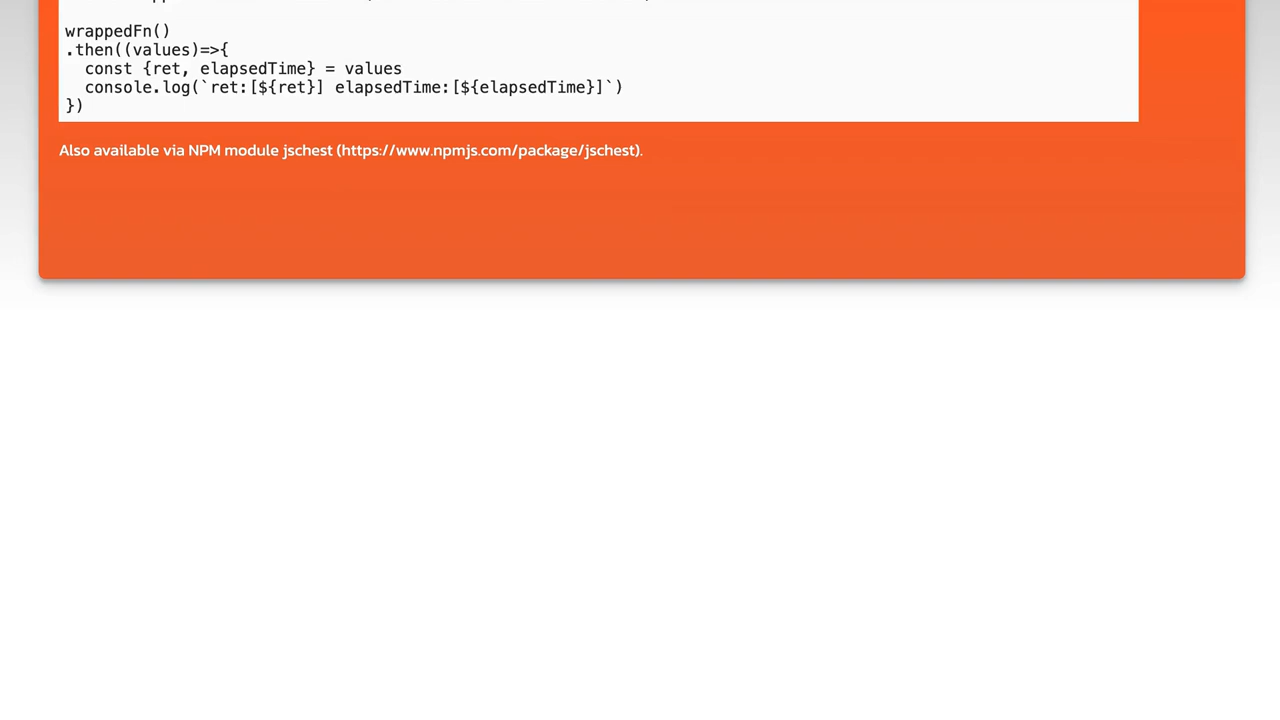 wrappedFn()
.then((values)=>{
  const {ret, elapsedTime} = values
  console.log(`ret:[${ret}] elapsedTime:[${elapsedTime}]`)
})
Also available via NPM module jschest (https://www.npmjs.com/package/jschest).